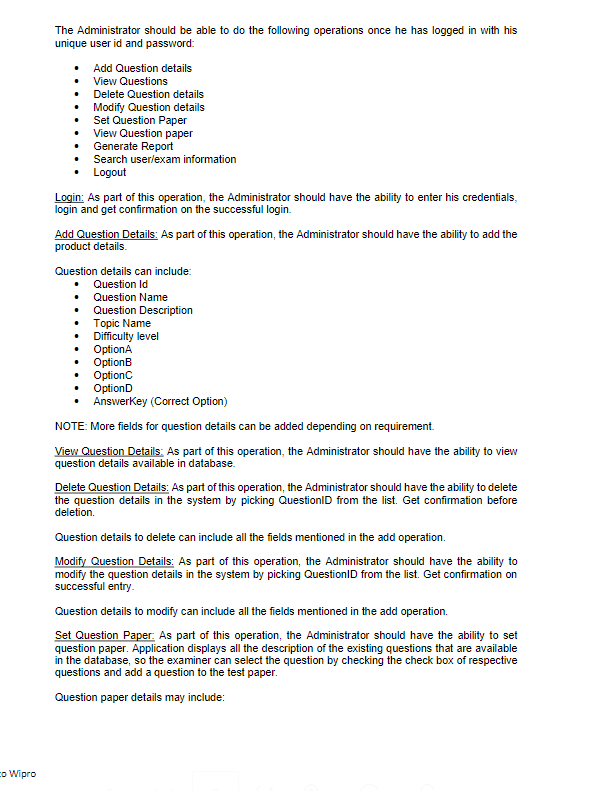 The Administrator should be able to do the following operations once he has logged in with his
unique user id and password:
• Add Question details
• View Questions
• Delete Question details
• Modify Question details
• Set Question Paper
• View Question paper
• Generate Report
• Search user/exam information
• Logout
Login: As part of this operation, the Administrator should have the ability to enter his credentials,
login and get confirmation on the successful login.
Add Question Details: As part of this operation, the Administrator should have the ability to add the
product details.
Question details can include:
• Question Id
• Question Name
• Question Description
• Topic Name
• Difficulty level
• OptionA
• OptionB
• OptionC
• OptionD
• AnswerKey (Correct Option)
NOTE: More fields for question details can be added depending on requirement.
View Question Details: As part of this operation, the Administrator should have the ability to view
question details available in database.
Delete Question Details: As part of this operation, the Administrator should have the ability to delete
the question details in the system by picking QuestionID from the list. Get confirmation before
deletion.
Question details to delete can include all the fields mentioned in the add operation.
Modify Question Details: As part of this operation, the Administrator should have the ability to
modify the question details in the system by picking QuestionID from the list. Get confirmation on
successful entry.
Question details to modify can include all the fields mentioned in the add operation.
Set Question Paper: As part of this operation, the Administrator should have the ability to set
question paper. Application displays all the description of the existing questions that are available
in the database, so the examiner can select the question by checking the check box of respective
questions and add a question to the test paper.
Question paper details may include:
o Wipro